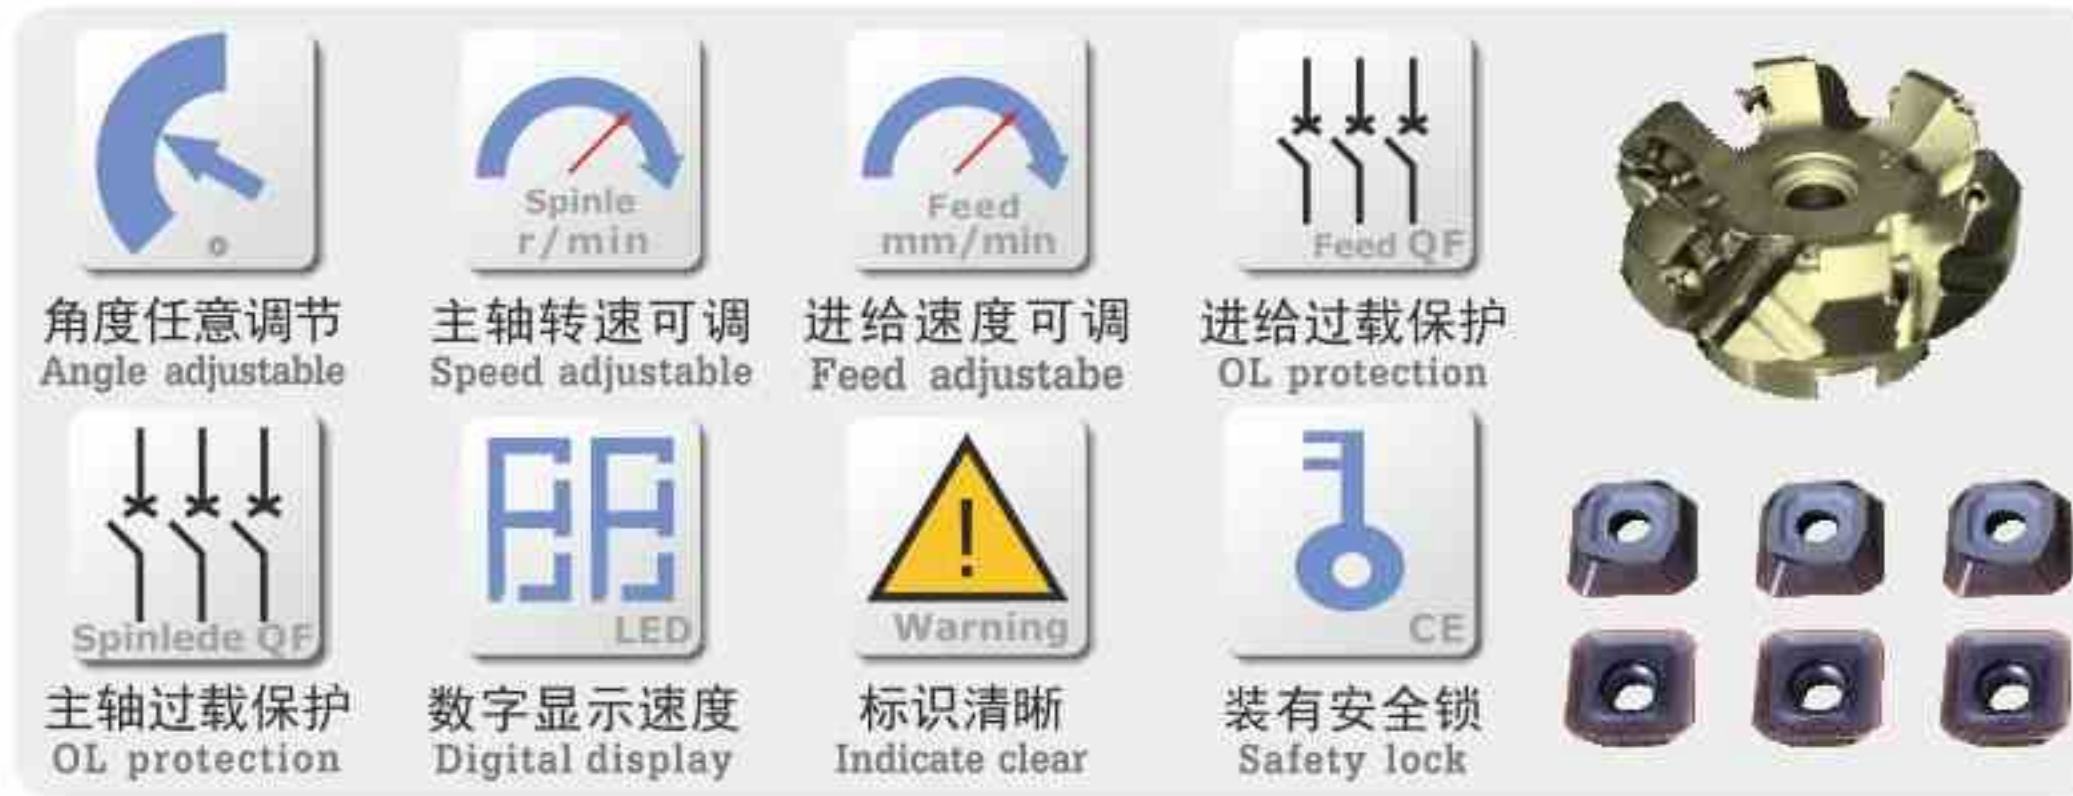 Spinle
r/min
Feed
mm/min
Feed QF
角度任意调节
Angle adjustable
主轴转速可调
Speed adjustable
进给速度可调
Feed adjustabe
进给过载保护
OL protection
Spinlede QF
LED
Warning
CE
主轴过载保护
OL protection
数字显示速度
Digital display
标识清晰
Indicate clear
装有安全锁
Safety lock